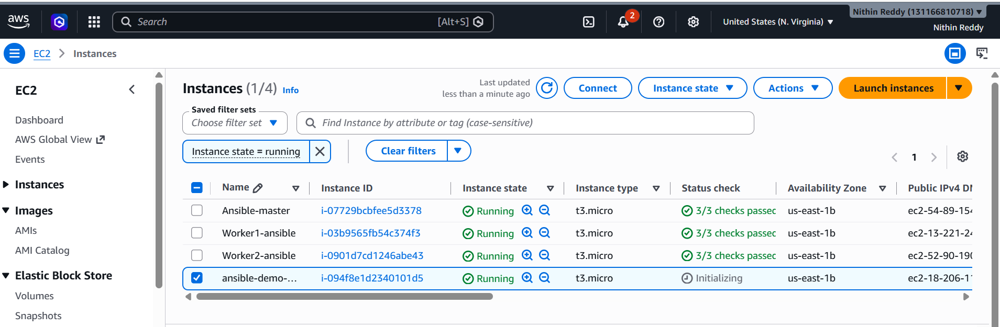 aws
Search [Alt+S]
2
United States (N. Virginia)
Nithin Reddy (131166810718)
Nithin Reddy
EC2 > Instances
EC2
Dashboard
AWS Global View
Events
Instances
Images
AMIs
AMI Catalog
Elastic Block Store
Volumes
Snapshots
Instances (1/4) Info
Last updated
less than a minute ago
Connect
Instance state
Actions
Launch instances
Saved filter sets
Choose filter set
Find Instance by attribute or tag (case-sensitive)
Instance state = running
Clear filters
1
Name Instance ID Instance state Instance type Status check Availability Zone Public IPv4 DN
Ansible-master i-07729bcbfee5d3378 Running t3.micro 3/3 checks passed us-east-1b ec2-54-89-154
Worker1-ansible i-03b9565fb54c374f3 Running t3.micro 3/3 checks passed us-east-1b ec2-13-221-24
Worker2-ansible i-0901d7cd1246abe43 Running t3.micro 3/3 checks passed us-east-1b ec2-52-90-190
ansible-demo-... i-094f8e1d2340101d5 Running t3.micro Initializing us-east-1b ec2-18-206-11